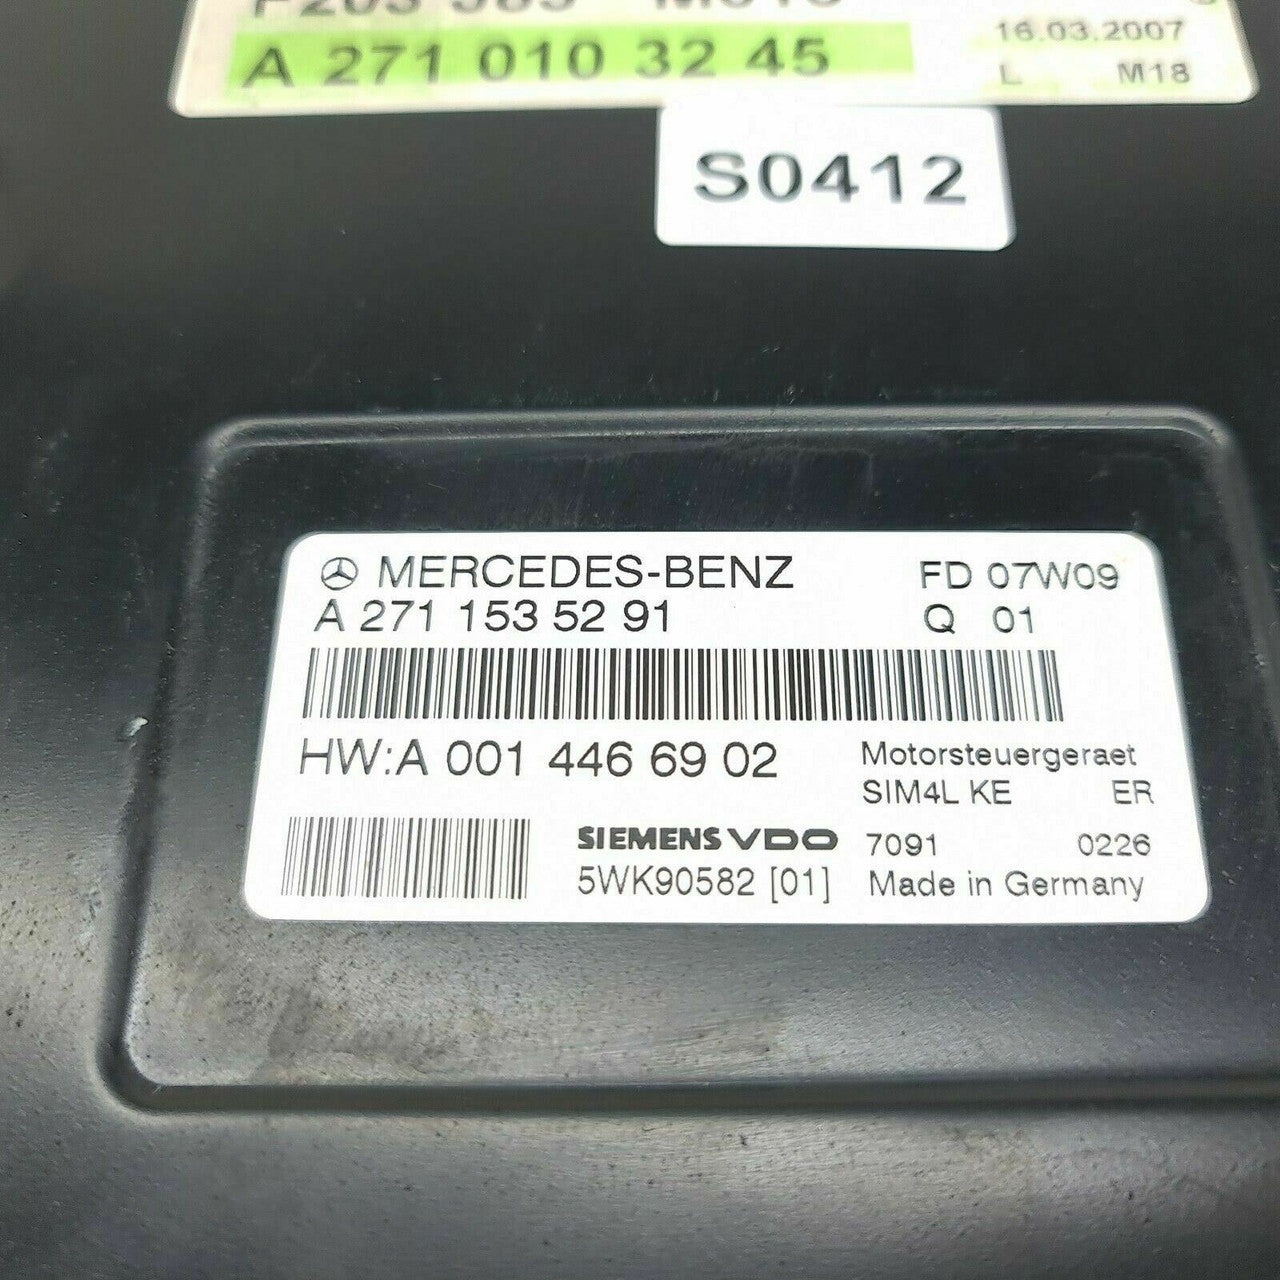 A 271 010 32 45
16.03.2007
L M18
S0412
MERCEDES-BENZ FD 07W09
A 271 153 52 91 Q 01
HW:A 001 446 69 02 Motorsteuergeraet
SIM4L KE ER
SIEMENS VDO 7091 0226
5WK90582 [01] Made in Germany